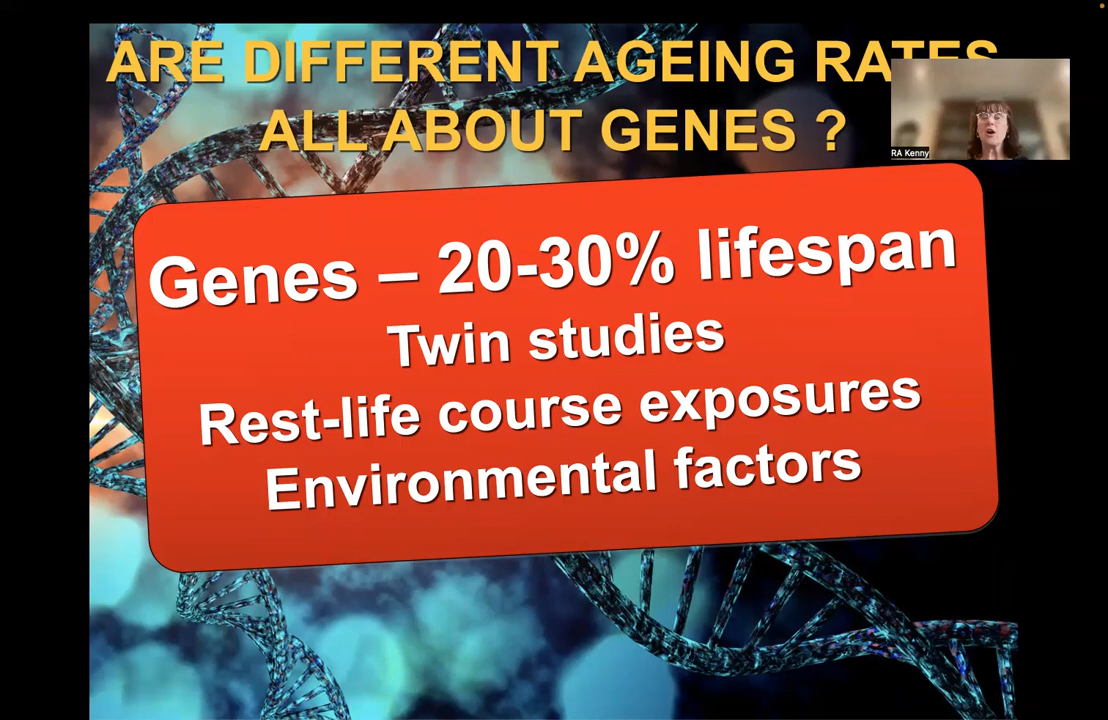 ARE DIFFERENT AGEING RATES
ALL ABOUT GENES ?
RA Kenny
Genes – 20-30% lifespan
Twin studies
Rest-life course exposures
Environmental factors